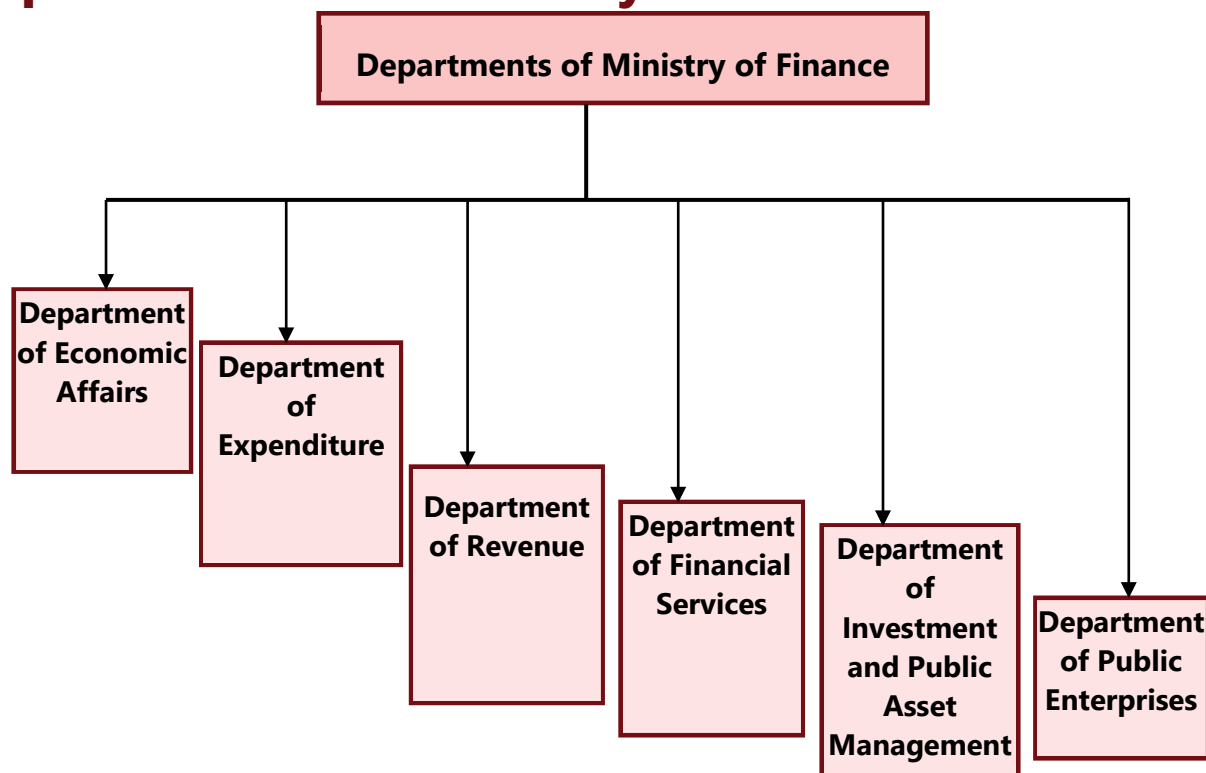 Departments of Ministry of Finance
Department
of Economic
Affairs
Department
of
Expenditure
Department
of Revenue
Department
of Financial
Services
Department
of
Investment
and Public
Asset
Management
Department
of Public
Enterprises